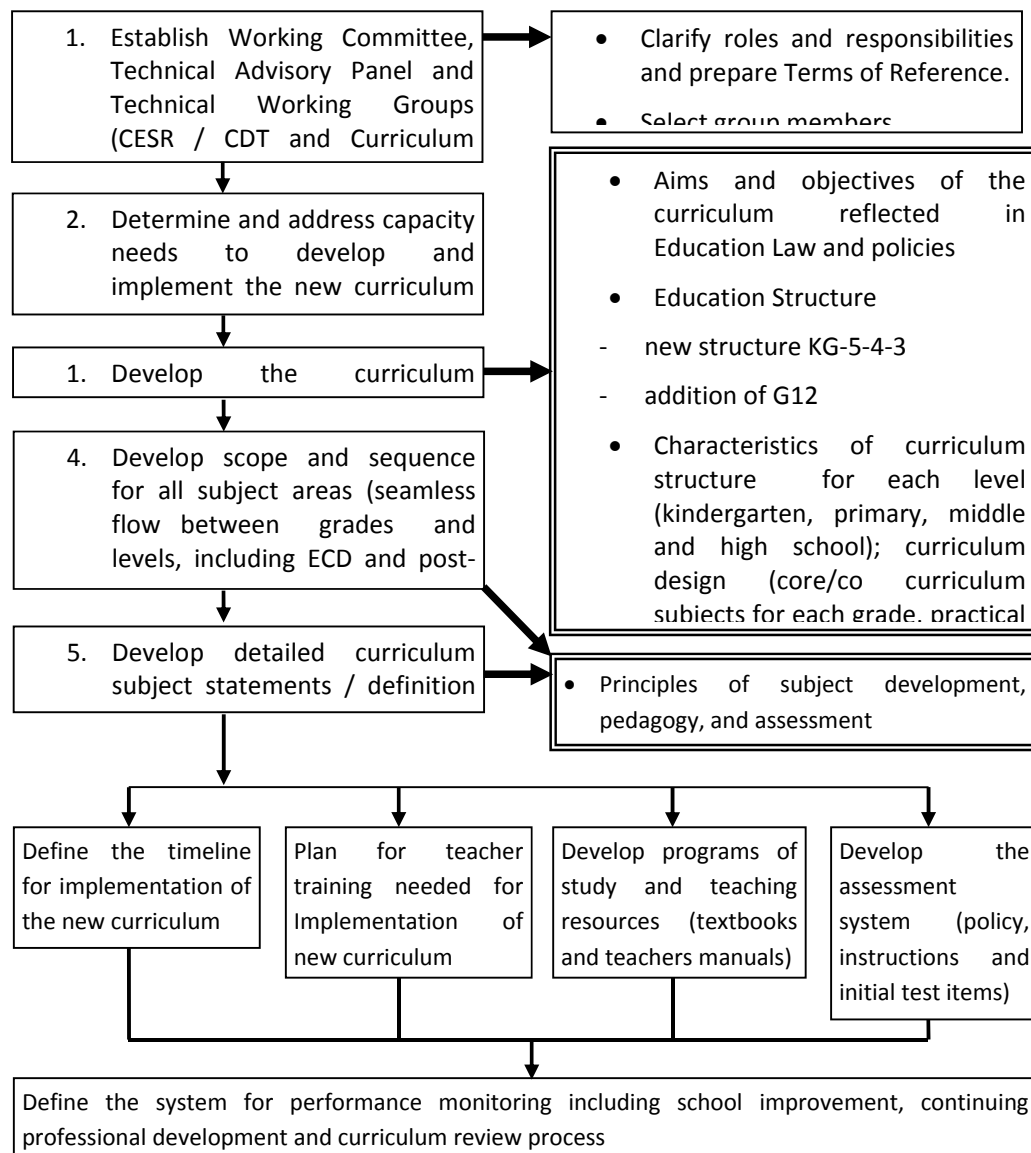 1. Establish Working Committee,
Technical Advisory Panel and
Technical Working Groups
(CESR / CDT and Curriculum
• Clarify roles and responsibilities
and prepare Terms of Reference.
• Select group members
2. Determine and address capacity
needs to develop and
implement the new curriculum
1. Develop the curriculum
• Aims and objectives of the
curriculum reflected in
Education Law and policies
• Education Structure
- new structure KG-5-4-3
- addition of G12
• Characteristics of curriculum
structure for each level
(kindergarten, primary, middle
and high school); curriculum
design (core/co curriculum
subjects for each grade, practical
4. Develop scope and sequence
for all subject areas (seamless
flow between grades and
levels, including ECD and post-
5. Develop detailed curriculum
subject statements / definition
• Principles of subject development,
pedagogy, and assessment
Define the timeline
for implementation of
the new curriculum
Plan for teacher
training needed for
Implementation of
new curriculum
Develop programs of
study and teaching
resources (textbooks
and teachers manuals)
Develop the
assessment
system (policy,
instructions and
initial test items)
Define the system for performance monitoring including school improvement, continuing
professional development and curriculum review process